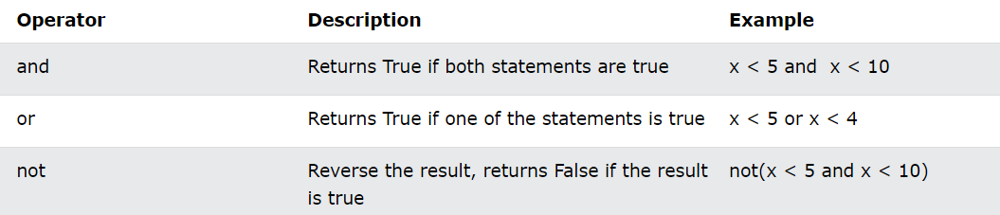 Operator Description Example
and Returns True if both statements are true x < 5 and  x < 10
or Returns True if one of the statements is true x < 5 or x < 4
not Reverse the result, returns False if the result not(x < 5 and x < 10)
is true